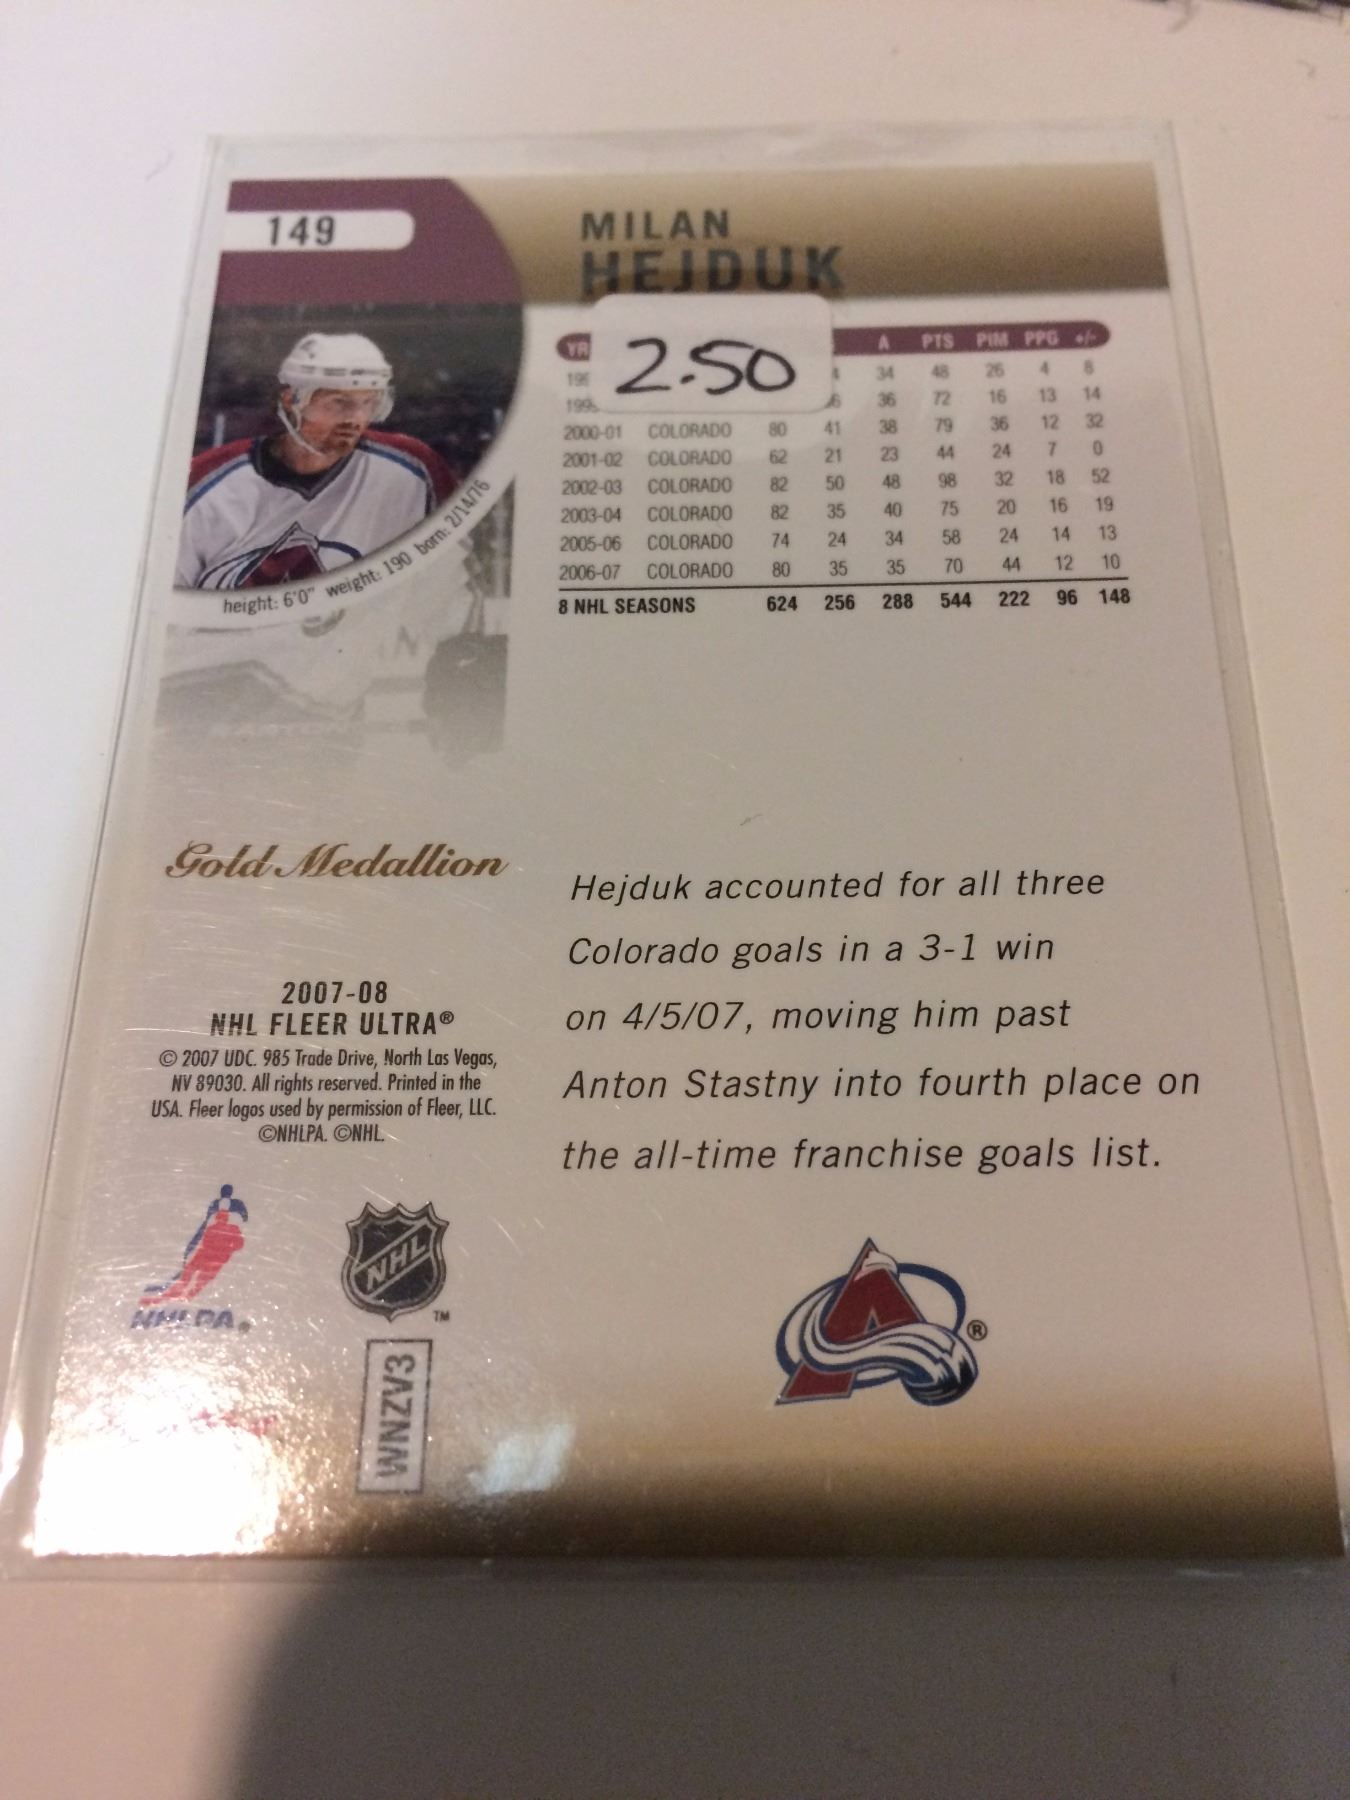 149
MILAN
HEJDUK
2.50
YR A PTS PIM PPG +/-
34 48 26 4 8
36 72 16 13 14
2000-01 COLORADO 80 41 38 79 36 12 32
2001-02 COLORADO 62 21 23 44 24 7 0
2002-03 COLORADO 82 50 48 98 32 18 52
2003-04 COLORADO 82 35 40 75 20 16 19
2005-06 COLORADO 74 24 34 58 24 14 13
2006-07 COLORADO 80 35 35 70 44 12 10
8 NHL SEASONS 624 256 288 544 222 96 148
height: 6'0" weight: 190 born: 2/14/76
Gold Medallion
2007-08
NHL FLEER ULTRA®
© 2007 UDC. 985 Trade Drive, North Las Vegas,
NV 89030. All rights reserved. Printed in the
USA. Fleer logos used by permission of Fleer, LLC.
©NHLPA. ©NHL.
Hejduk accounted for all three
Colorado goals in a 3-1 win
on 4/5/07, moving him past
Anton Stastny into fourth place on
the all-time franchise goals list.
NHLPA®
NHL
TM
WNZV3
A
®